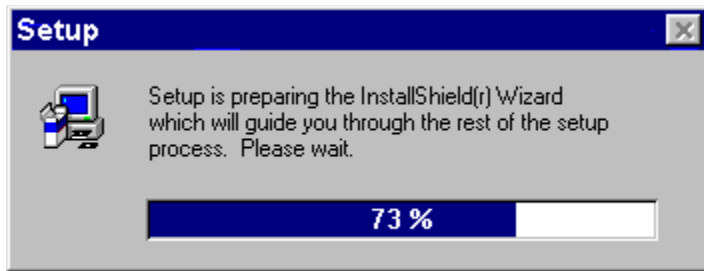 Setup
Setup is preparing the InstallShield(r) Wizard
which will guide you through the rest of the setup
process.  Please wait.
73 %